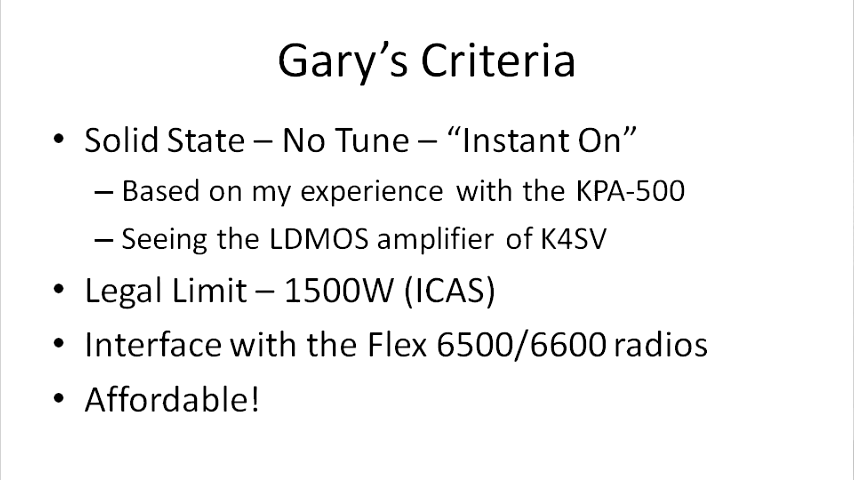 Gary’s Criteria
• Solid State – No Tune – “Instant On”
– Based on my experience with the KPA-500
– Seeing the LDMOS amplifier of K4SV
• Legal Limit – 1500W (ICAS)
• Interface with the Flex 6500/6600 radios
• Affordable!